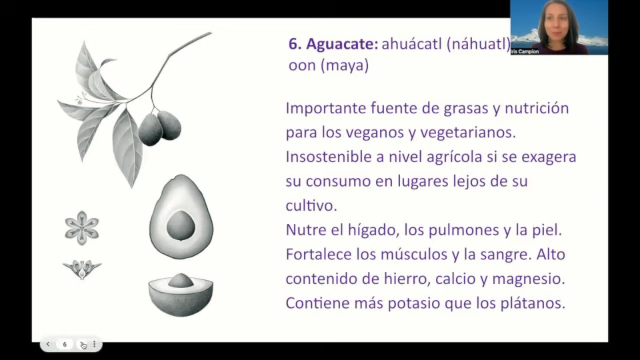 6. Aguacate: ahuácatl (náhuatl)
oon (maya)
Campion
Importante fuente de grasas y nutrición
para los veganos y vegetarianos.
Insostenible a nivel agrícola si se exagera
su consumo en lugares lejos de su
cultivo.
Nutre el hígado, los pulmones y la piel.
Fortalece los músculos y la sangre. Alto
contenido de hierro, calcio y magnesio.
Contiene más potasio que los plátanos.
6